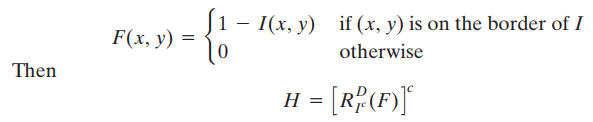 F(x, y) = { 1 − I(x, y) if (x, y) is on the border of I
0 otherwise
Then
H = [R_{I^c}^D(F)]^c